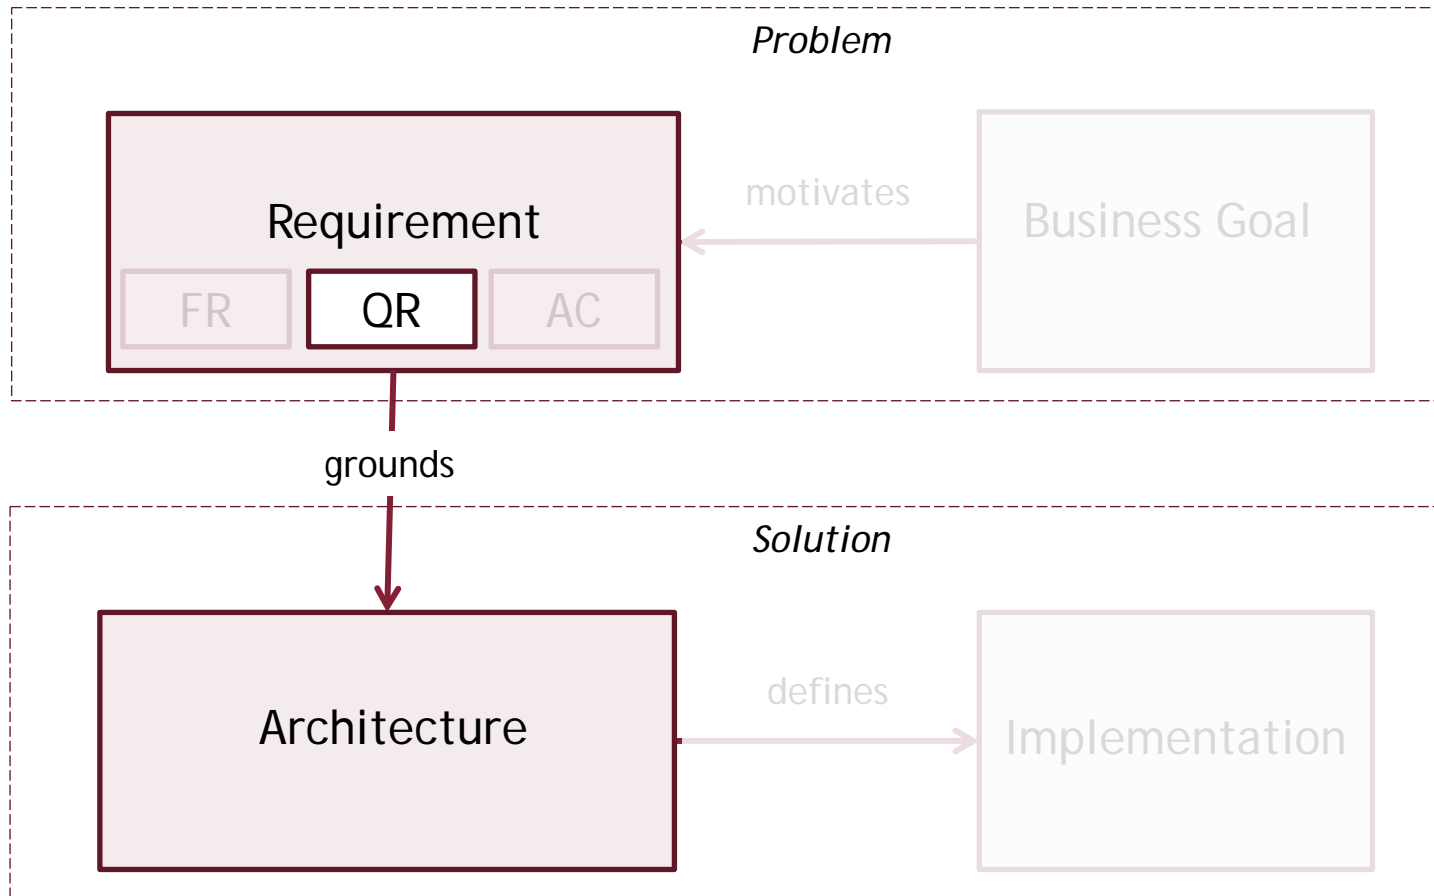 Problem
Requirement
motivates
Business Goal
FR
QR
AC
grounds
Solution
Architecture
defines
Implementation